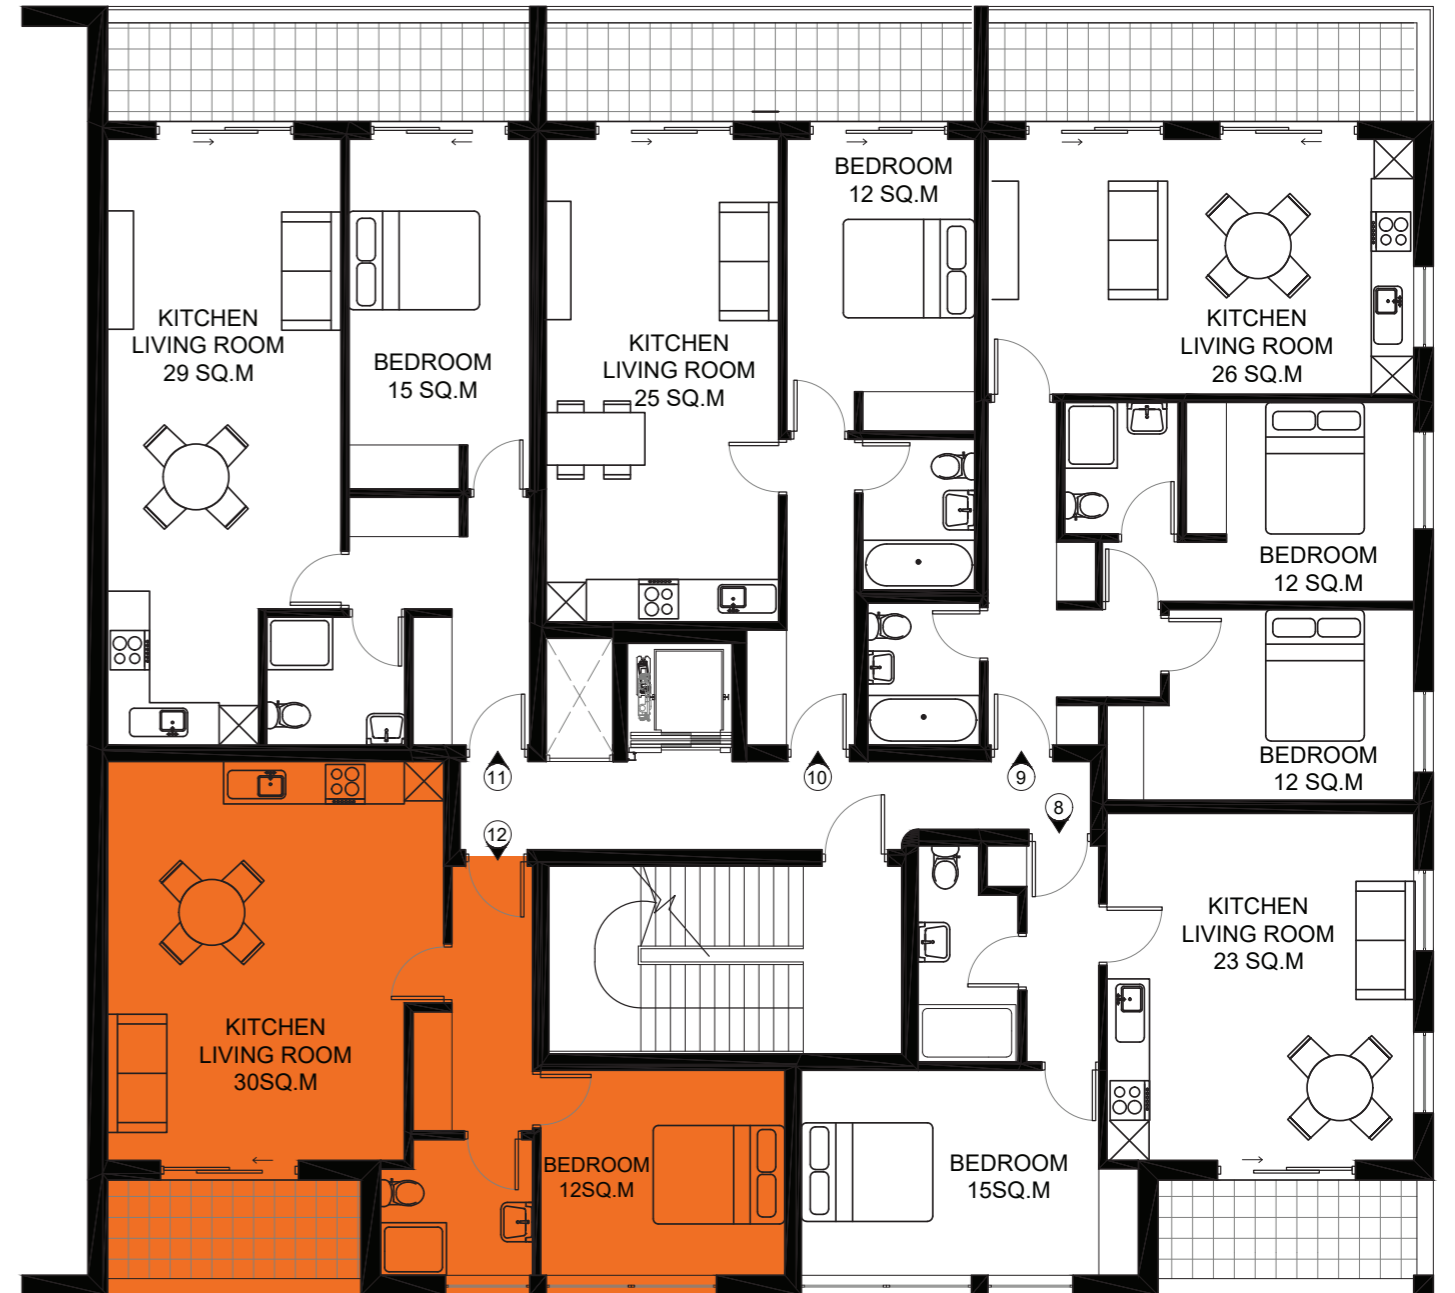 BEDROOM
12 SQ.M
KITCHEN
LIVING ROOM
29 SQ.M
BEDROOM
15 SQ.M
KITCHEN
LIVING ROOM
25 SQ.M
KITCHEN
LIVING ROOM
26 SQ.M
BEDROOM
12 SQ.M
BEDROOM
12 SQ.M
11
10
9
8
12
KITCHEN
LIVING ROOM
23 SQ.M
KITCHEN
LIVING ROOM
30SQ.M
BEDROOM
12SQ.M
BEDROOM
15SQ.M